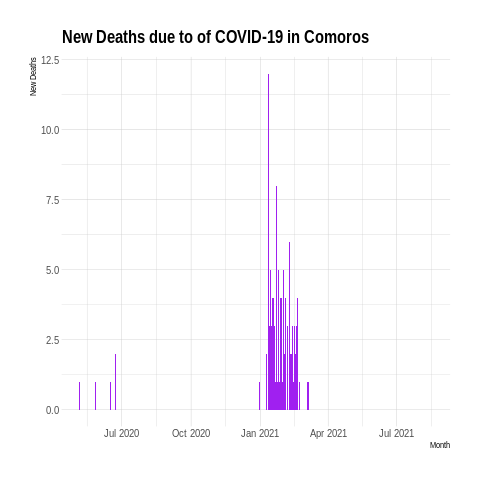 New Deaths due to of COVID-19 in Comoros
New Deaths
12.5
10.0
7.5
5.0
2.5
0.0
Jul 2020 Oct 2020 Jan 2021 Apr 2021 Jul 2021
Month